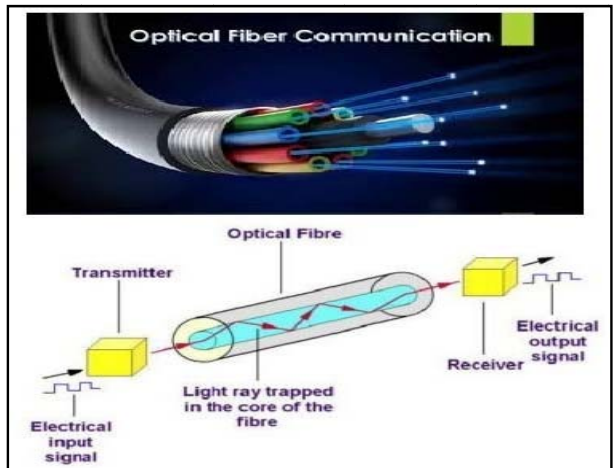 Optical Fiber Communication
Optical Fibre
Transmitter
Electrical
output
signal
Receiver
Light ray trapped
in the core of the
fibre
Electrical
input
signal